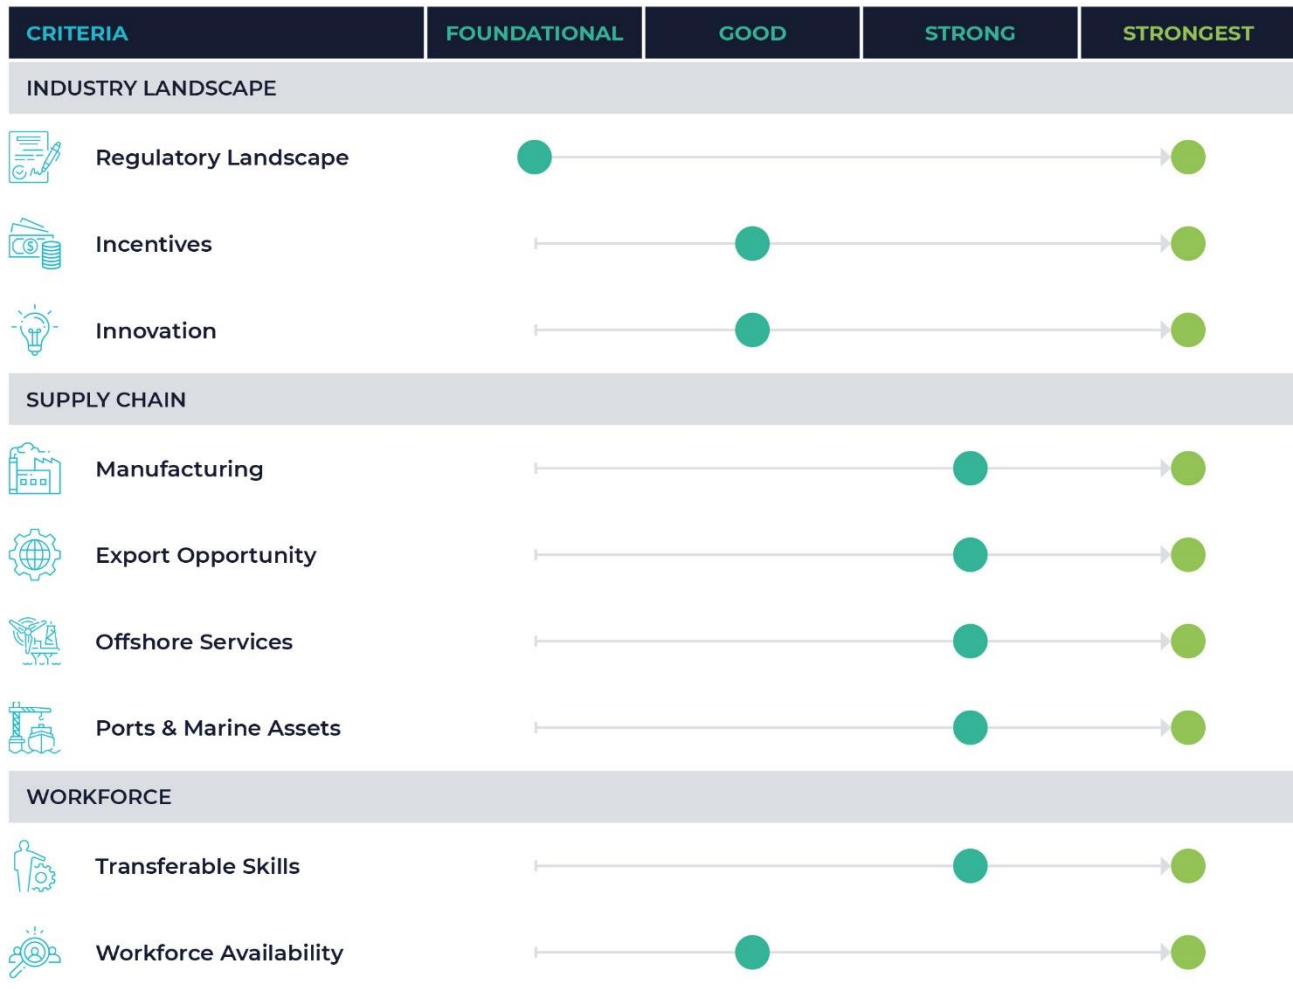 CRITERIA FOUNDATIONAL GOOD STRONG STRONGEST
INDUSTRY LANDSCAPE
Regulatory Landscape
Incentives
Innovation
SUPPLY CHAIN
Manufacturing
Export Opportunity
Offshore Services
Ports & Marine Assets
WORKFORCE
Transferable Skills
Workforce Availability